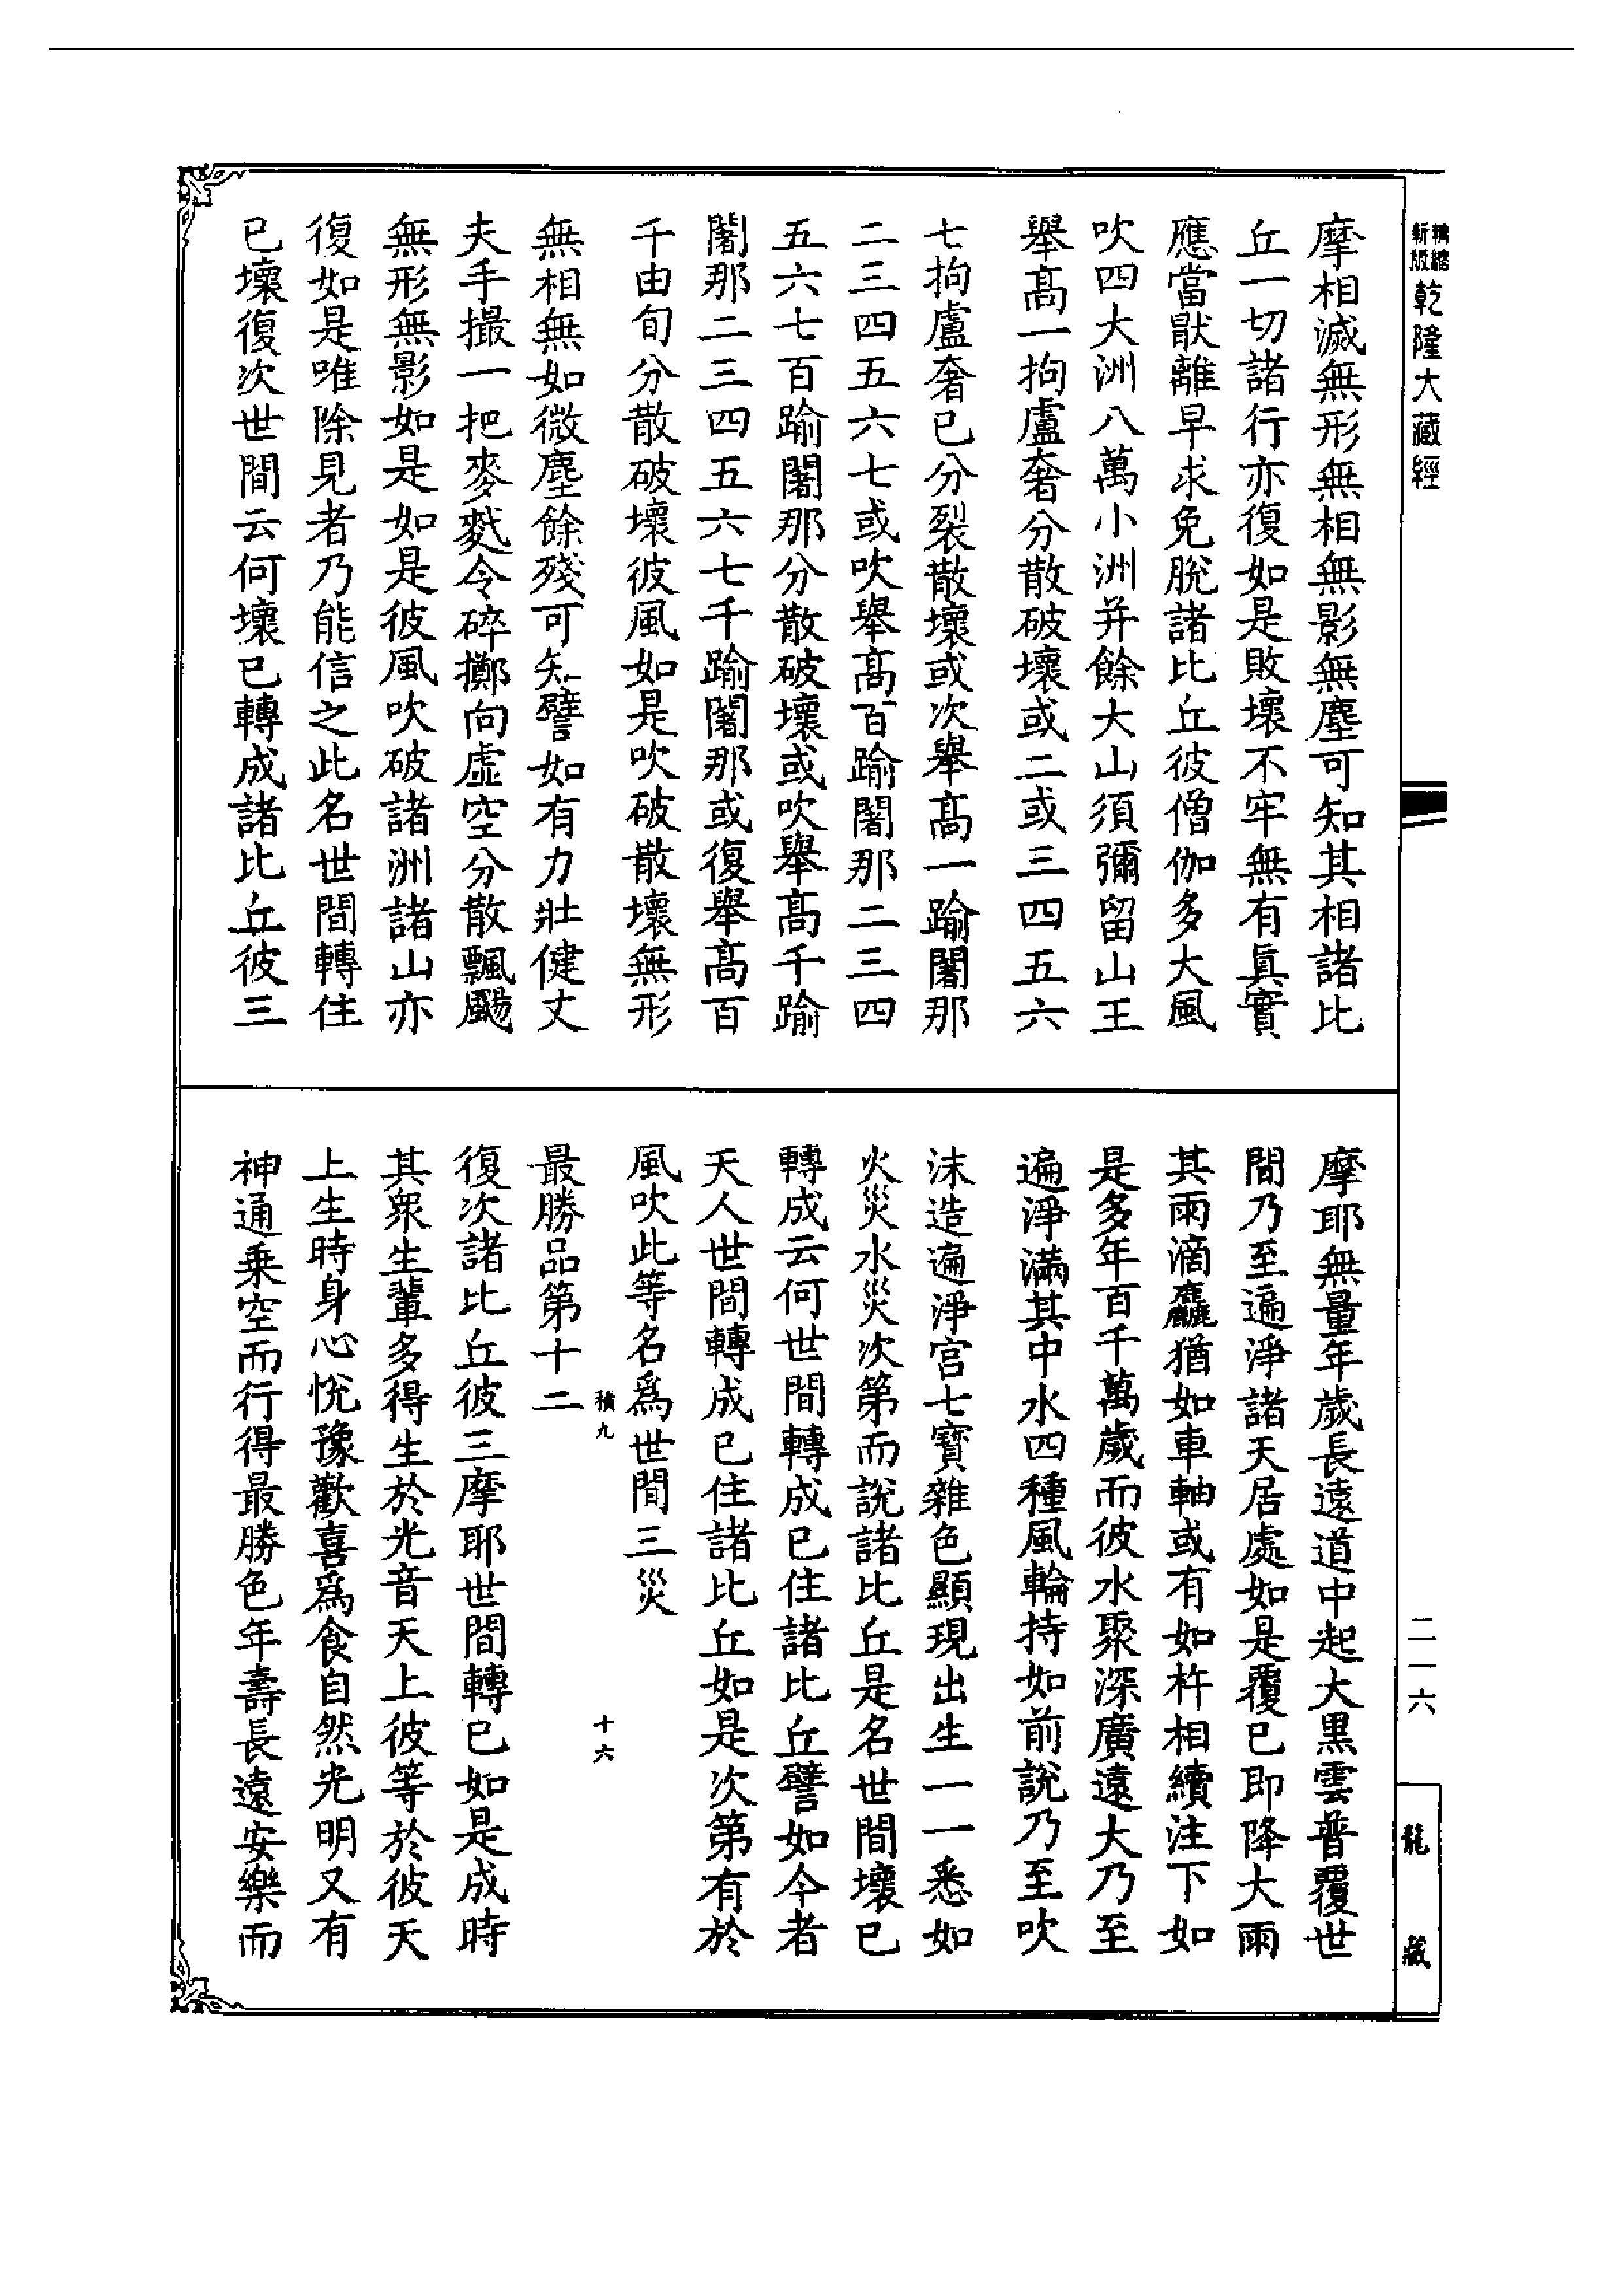 精編新版
乾隆大藏經
摩相滅無形無相無影無塵可知其相諸比
丘一切諸行亦復如是敗壞不牢無有真實
應當猒離早求免脫諸比丘彼僧伽多大風
吹四大洲八萬小洲并餘大山須彌留山王
舉高一拘盧奢分散破壞或二或三四五六
七拘盧奢已分裂散壞或次舉高一踰闍那
二三四五六七或吹舉高百踰闍那二三四
五六七百踰闍那分散破壞或吹舉高千踰
闍那二三四五六七千踰闍那或復舉高百
千由旬分散破壞彼風如是吹破散壞無形
無相無如微塵餘殘可知譬如有力壯健丈
夫手撮一把麥麨令碎擲向虛空分散飄颺
無形無影如是如是彼風吹破諸洲諸山亦
復如是唯除見者乃能信之此名世間轉住
已壞復次世間云何壞已轉成諸比丘彼三
摩耶無量年歲長遠道中起大黑雲普覆世
間乃至遍淨諸天居處如是覆已即降大雨
其雨滴麤猶如車軸或有如杵相續注下如
是多年百千萬歲而彼水聚深廣遠大乃至
遍淨滿其中水四種風輪持如前說乃至吹
沫造遍淨宮七寶雜色顯現出生一一悉如
火災水災次第而說諸比丘是名世間壞已
轉成云何世間轉成已住諸比丘譬如今者
天人世間轉成已住諸比丘如是次第有於
風吹此等名爲世間三災
積九
十六
最勝品第十二
復次諸比丘彼三摩耶世間轉已如是成時
其衆生輩多得生於光音天上彼等於彼天
上生時身心悅豫歡喜爲食自然光明又有
神通乘空而行得最勝色年壽長遠安樂而
二一六
龍藏